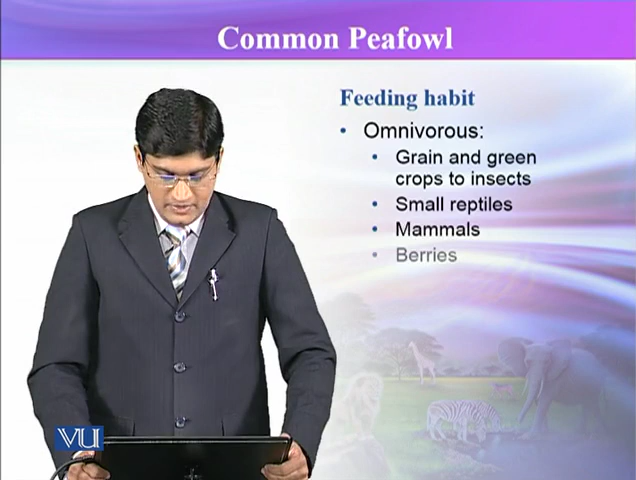 Common Peafowl
Feeding habit
• Omnivorous:
• Grain and green
crops to insects
• Small reptiles
• Mammals
• Berries
VU